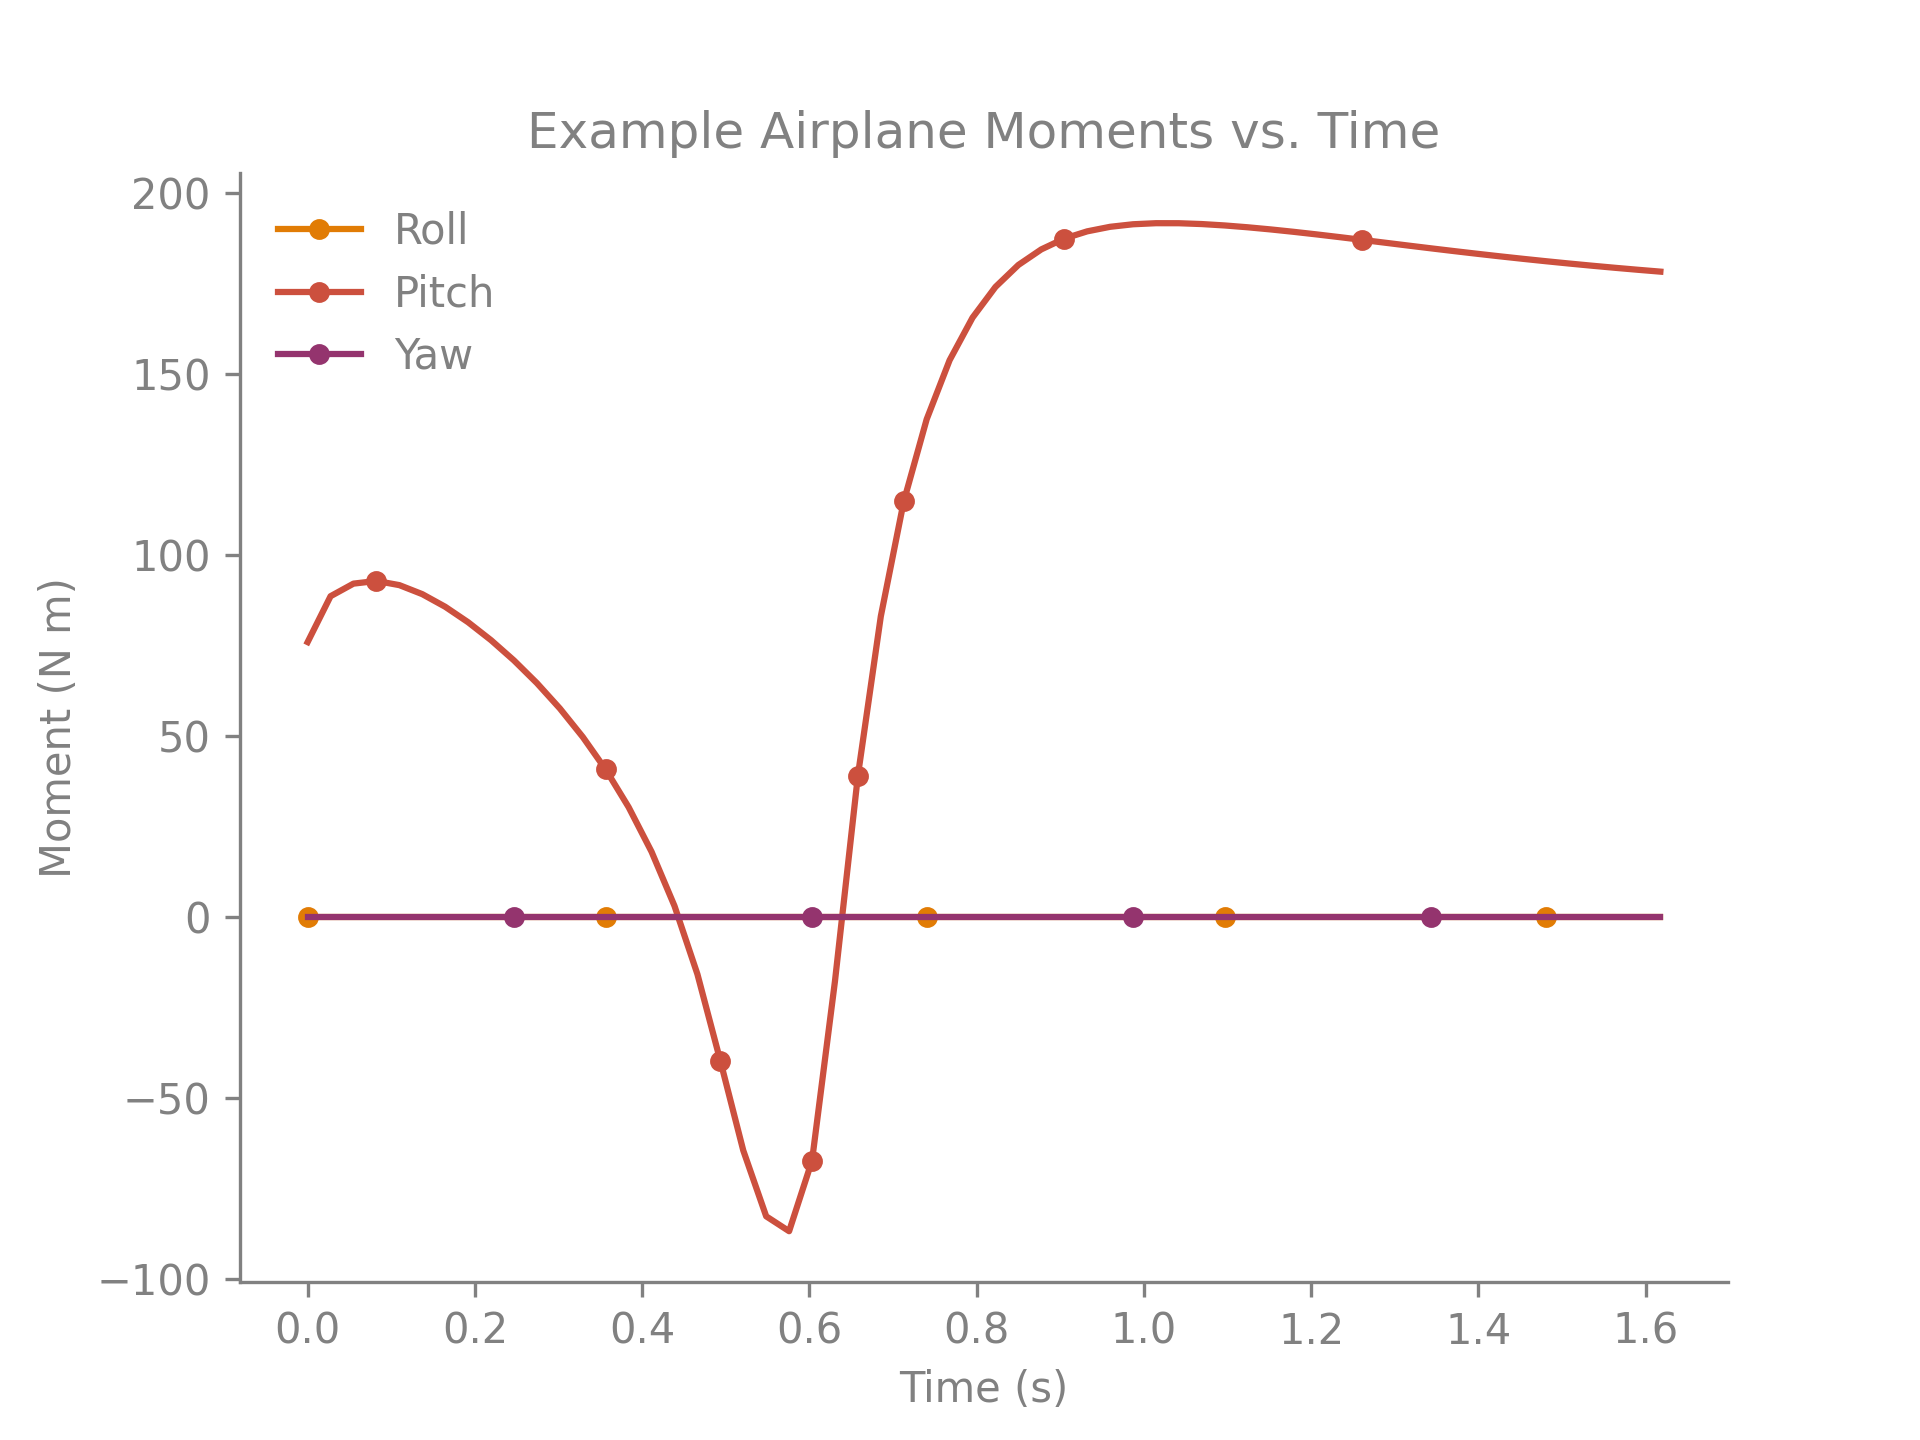 Example Airplane Moments vs. Time
Roll
Pitch
Yaw
200
150
100
50
0
−50
−100
Moment (N m)
0.0 0.2 0.4 0.6 0.8 1.0 1.2 1.4 1.6
Time (s)